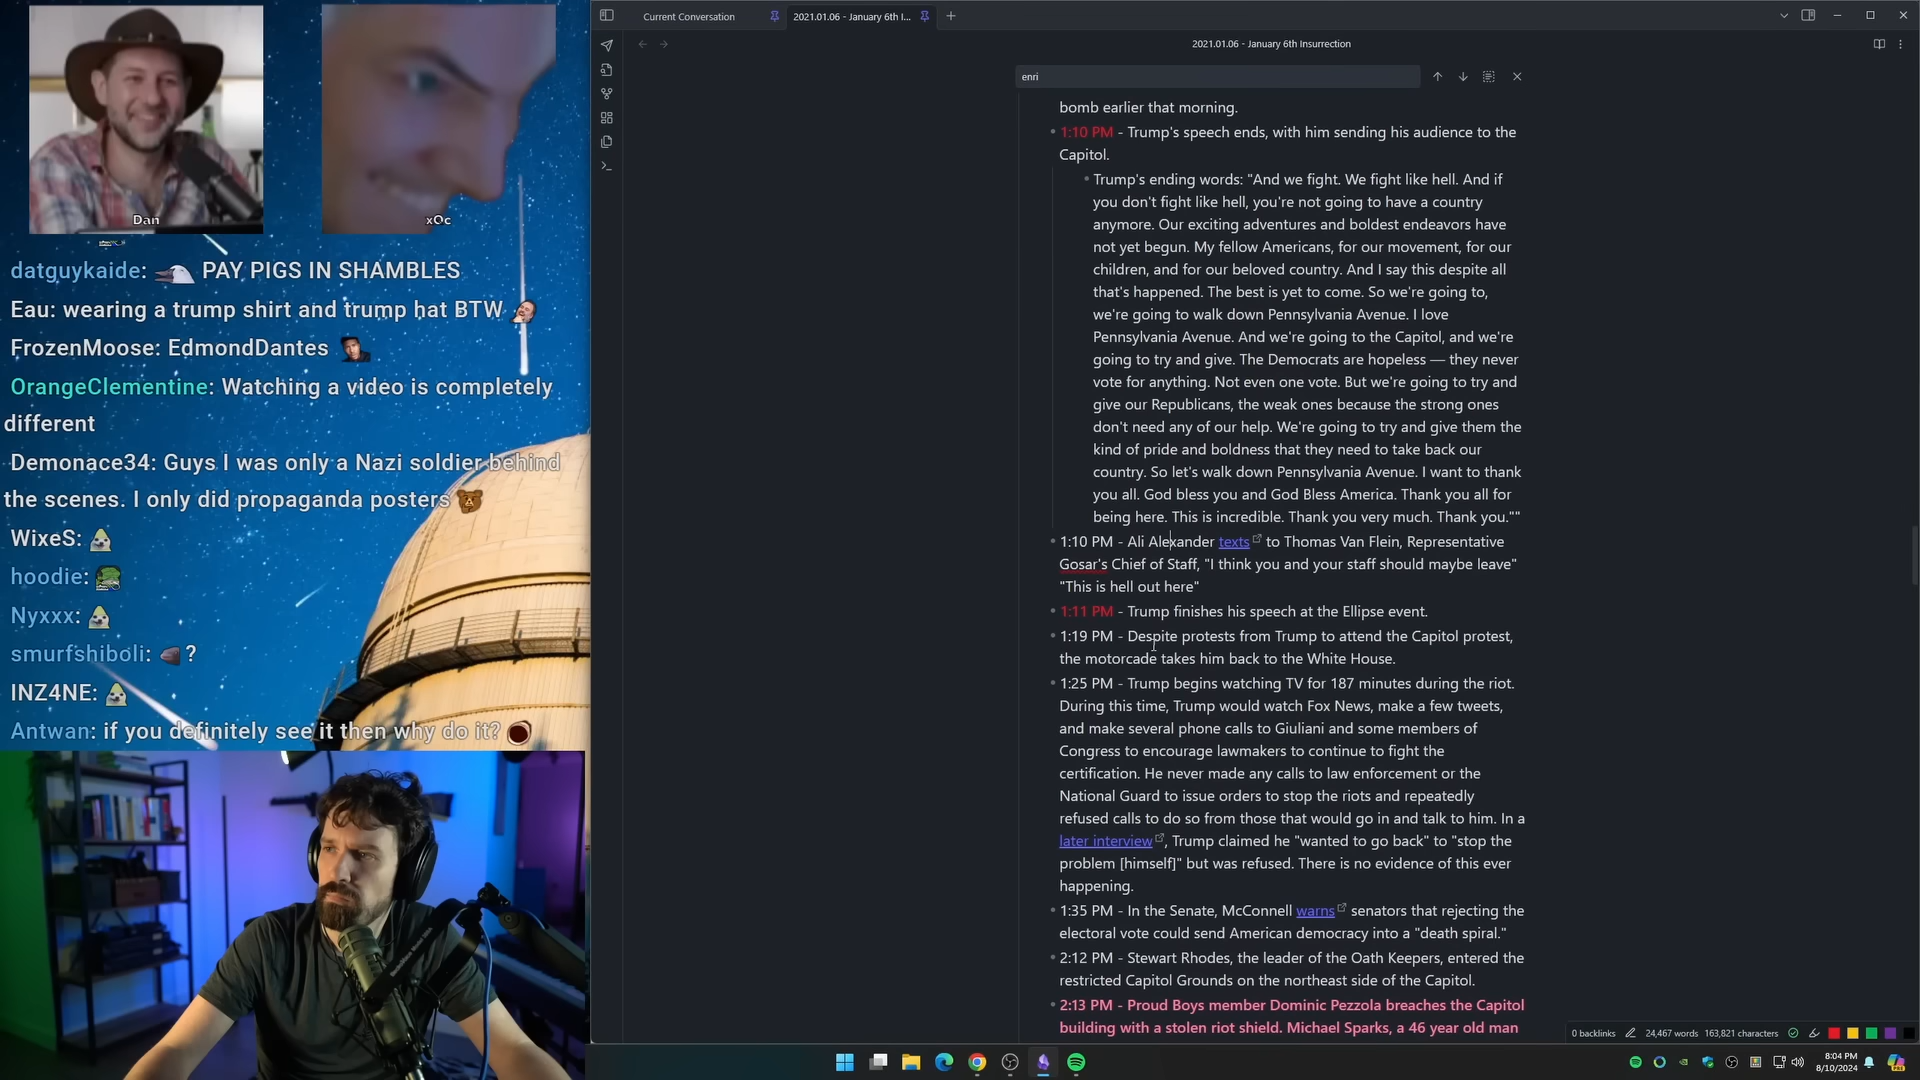 Current Conversation
2021.01.06 - January 6th I...
2021.01.06 - January 6th Insurrection
enri
Dan
xQc
datguykaide: PAY PIGS IN SHAMBLES
Eau: wearing a trump shirt and trump hat BTW
FrozenMoose: EdmondDantes
OrangeClementine: Watching a video is completely
different
Demonace34: Guys I was only a Nazi soldier behind
the scenes. I only did propaganda posters
WixeS:
hoodie:
Nyxxx:
smurfshiboli: ?
INZ4NE:
Antwan: if you definitely see it then why do it?
bomb earlier that morning.
1:10 PM - Trump's speech ends, with him sending his audience to the
Capitol.
Trump's ending words: "And we fight. We fight like hell. And if
you don't fight like hell, you're not going to have a country
anymore. Our exciting adventures and boldest endeavors have
not yet begun. My fellow Americans, for our movement, for our
children, and for our beloved country. And I say this despite all
that's happened. The best is yet to come. So we're going to,
we're going to walk down Pennsylvania Avenue. I love
Pennsylvania Avenue. And we're going to the Capitol, and we're
going to try and give. The Democrats are hopeless — they never
vote for anything. Not even one vote. But we're going to try and
give our Republicans, the weak ones because the strong ones
don't need any of our help. We're going to try and give them the
kind of pride and boldness that they need to take back our
country. So let's walk down Pennsylvania Avenue. I want to thank
you all. God bless you and God Bless America. Thank you all for
being here. This is incredible. Thank you very much. Thank you.""
1:10 PM - Ali Alexander texts to Thomas Van Flein, Representative
Gosar's Chief of Staff, "I think you and your staff should maybe leave"
"This is hell out here"
1:11 PM - Trump finishes his speech at the Ellipse event.
1:19 PM - Despite protests from Trump to attend the Capitol protest,
the motorcade takes him back to the White House.
1:25 PM - Trump begins watching TV for 187 minutes during the riot.
During this time, Trump would watch Fox News, make a few tweets,
and make several phone calls to Giuliani and some members of
Congress to encourage lawmakers to continue to fight the
certification. He never made any calls to law enforcement or the
National Guard to issue orders to stop the riots and repeatedly
refused calls to do so from those that would go in and talk to him. In a
later interview, Trump claimed he "wanted to go back" to "stop the
problem [himself]" but was refused. There is no evidence of this ever
happening.
1:35 PM - In the Senate, McConnell warns senators that rejecting the
electoral vote could send American democracy into a "death spiral."
2:12 PM - Stewart Rhodes, the leader of the Oath Keepers, entered the
restricted Capitol Grounds on the northeast side of the Capitol.
2:13 PM - Proud Boys member Dominic Pezzola breaches the Capitol
building with a stolen riot shield. Michael Sparks, a 46 year old man
0 backlinks 24,467 words 163,821 characters
8:04 PM
8/10/2024